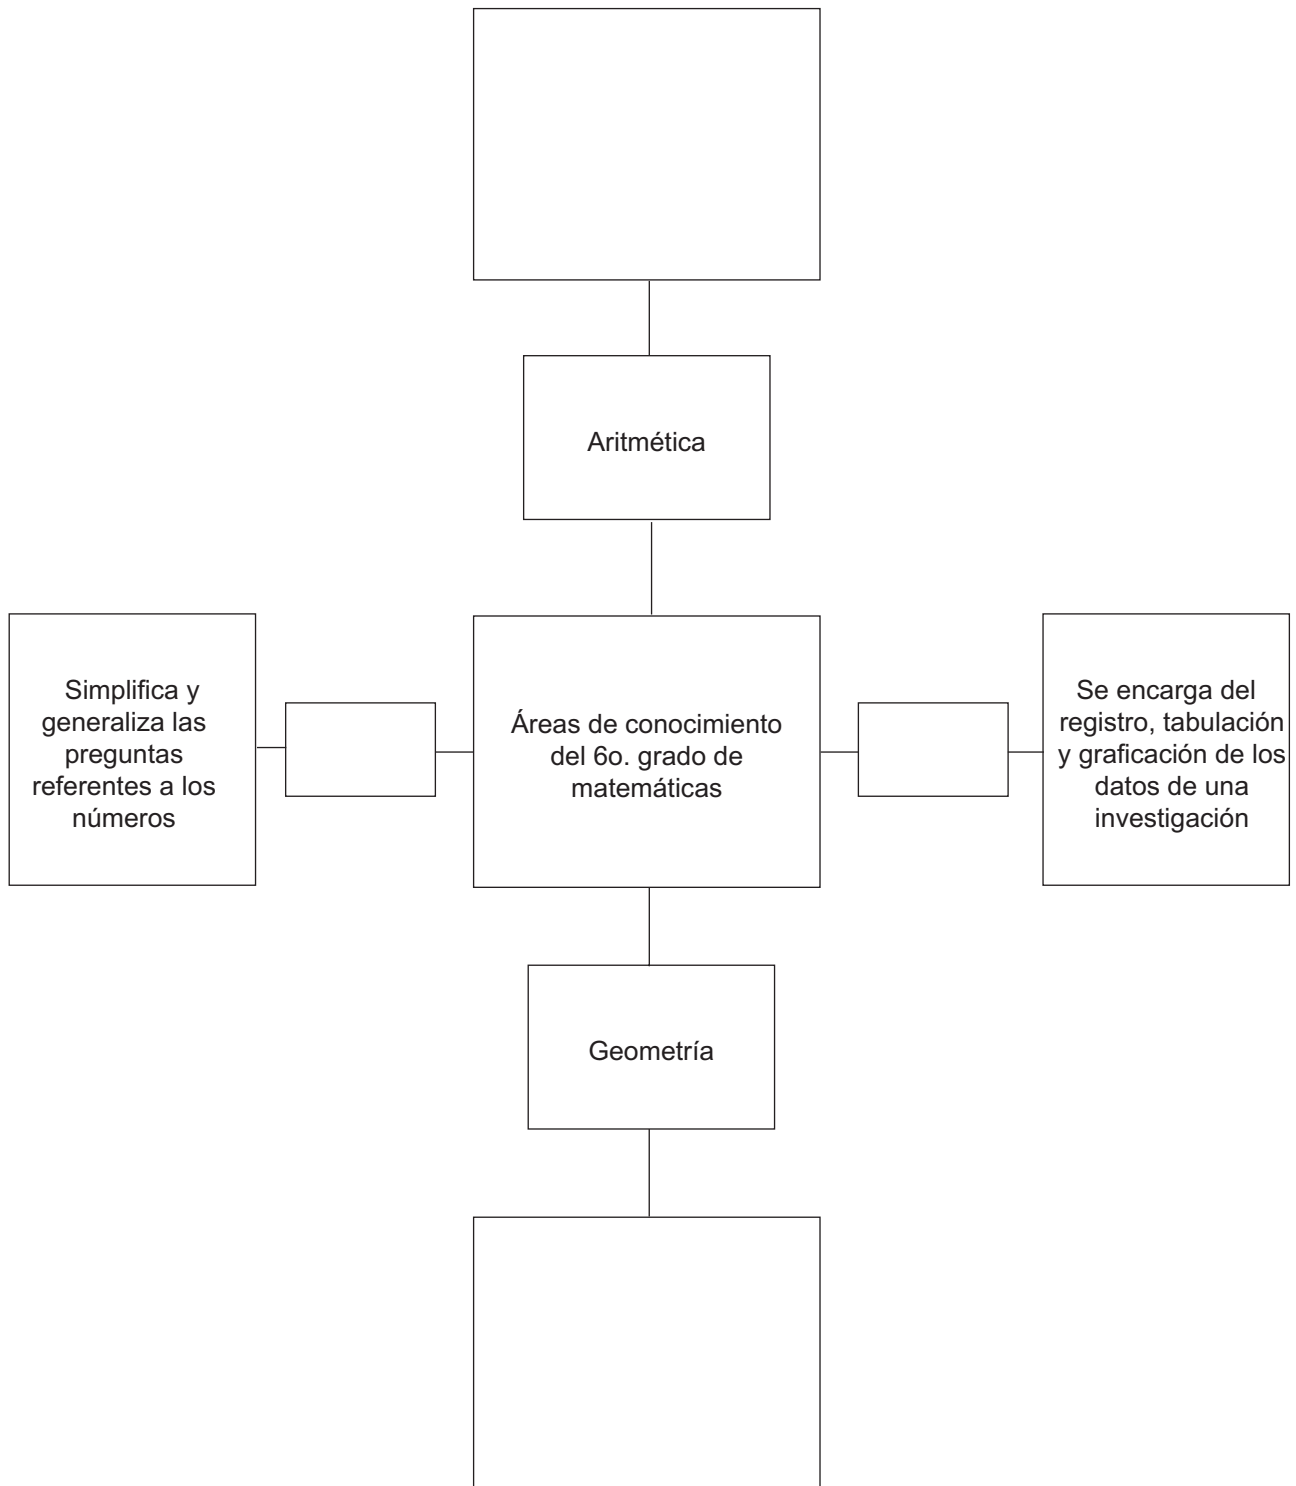 Aritmética
Simplifica y
generaliza las
preguntas
referentes a los
números
Áreas de conocimiento
del 6o. grado de
matemáticas
Se encarga del
registro, tabulación
y graficación de los
datos de una
investigación
Geometría